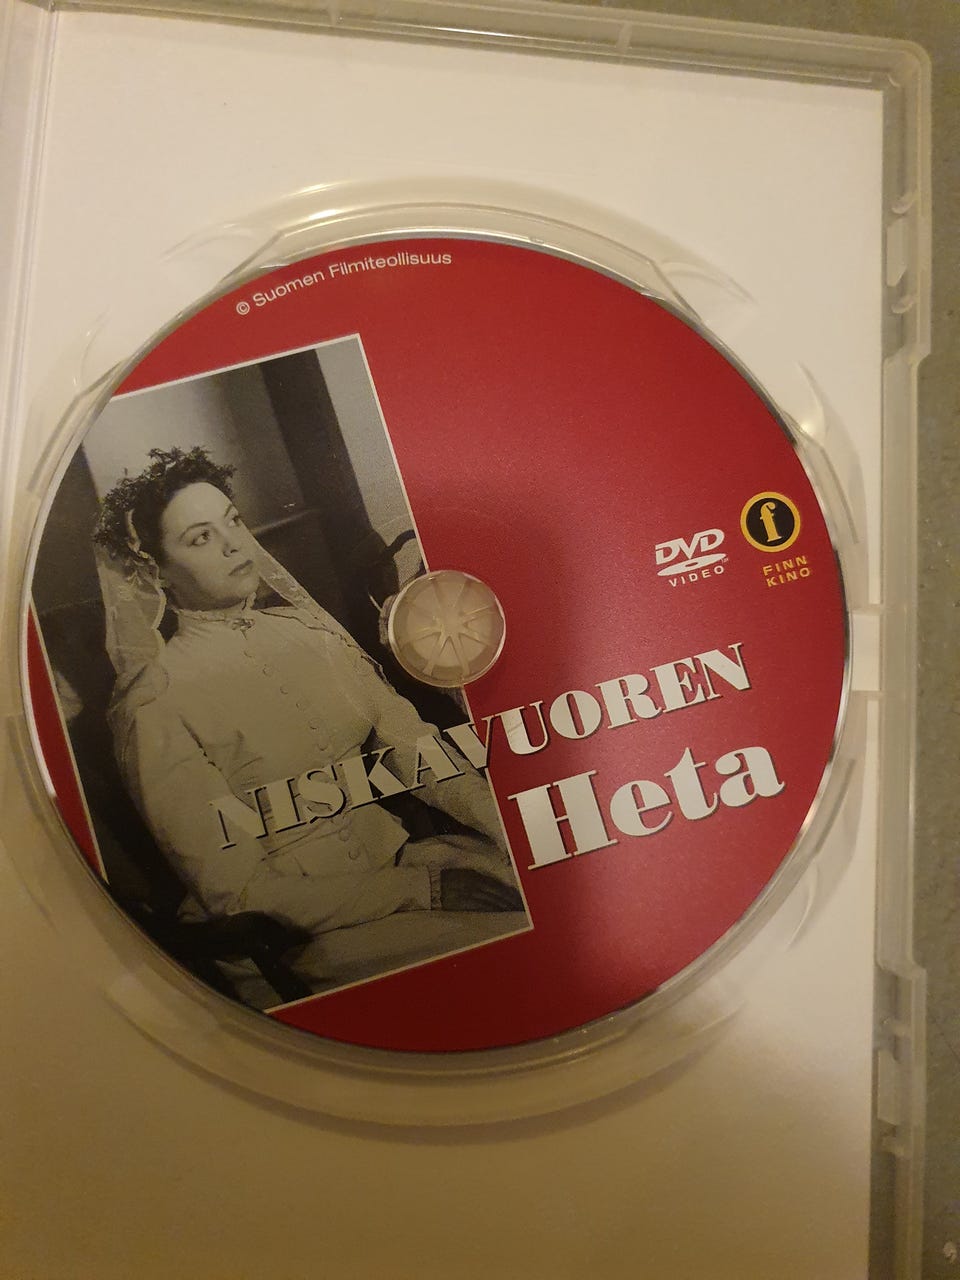 © Suomen Filmiteollisuus
DVD
VIDEO
f
FINN
KINO
NISKAVUOREN
Heta